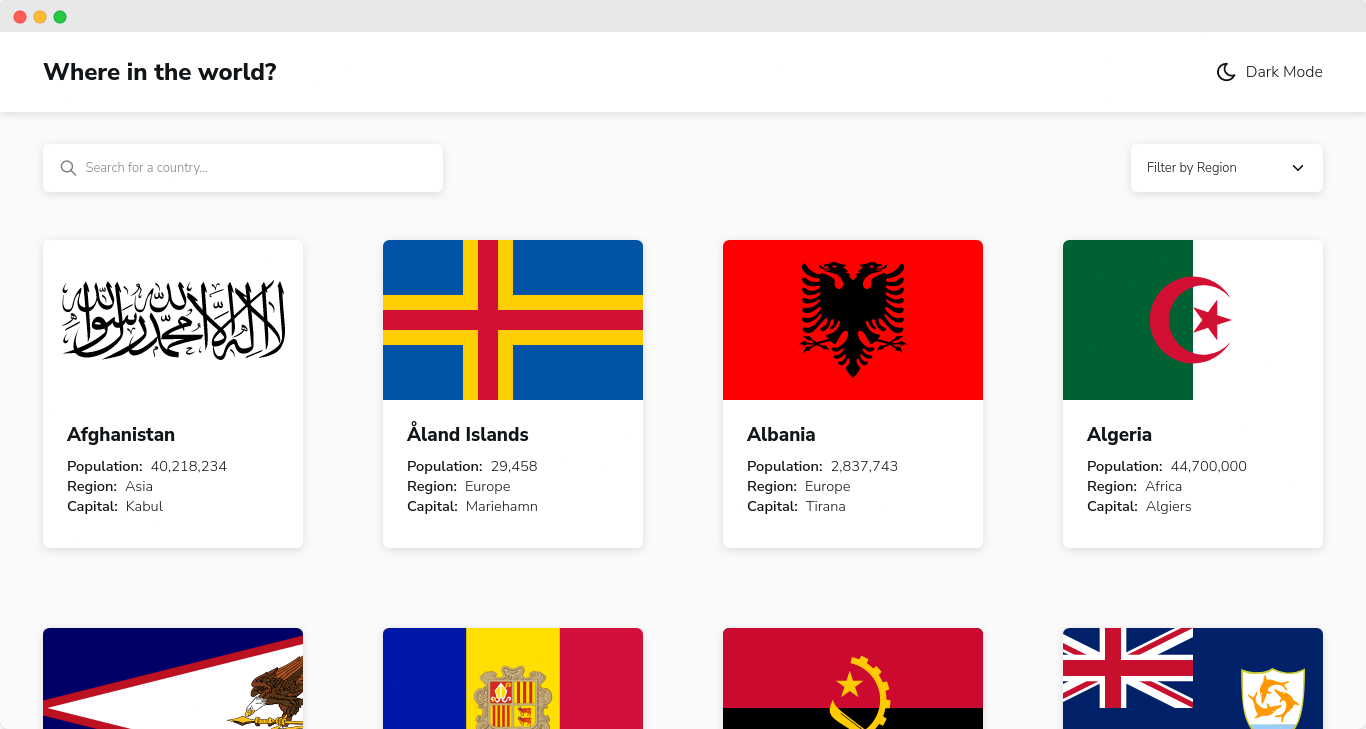 Where in the world?
Dark Mode
Search for a country...
Filter by Region
لا إله إلا الله محمد رسول الله
Afghanistan
Population: 40,218,234
Region: Asia
Capital: Kabul
Åland Islands
Population: 29,458
Region: Europe
Capital: Mariehamn
Albania
Population: 2,837,743
Region: Europe
Capital: Tirana
Algeria
Population: 44,700,000
Region: Africa
Capital: Algiers